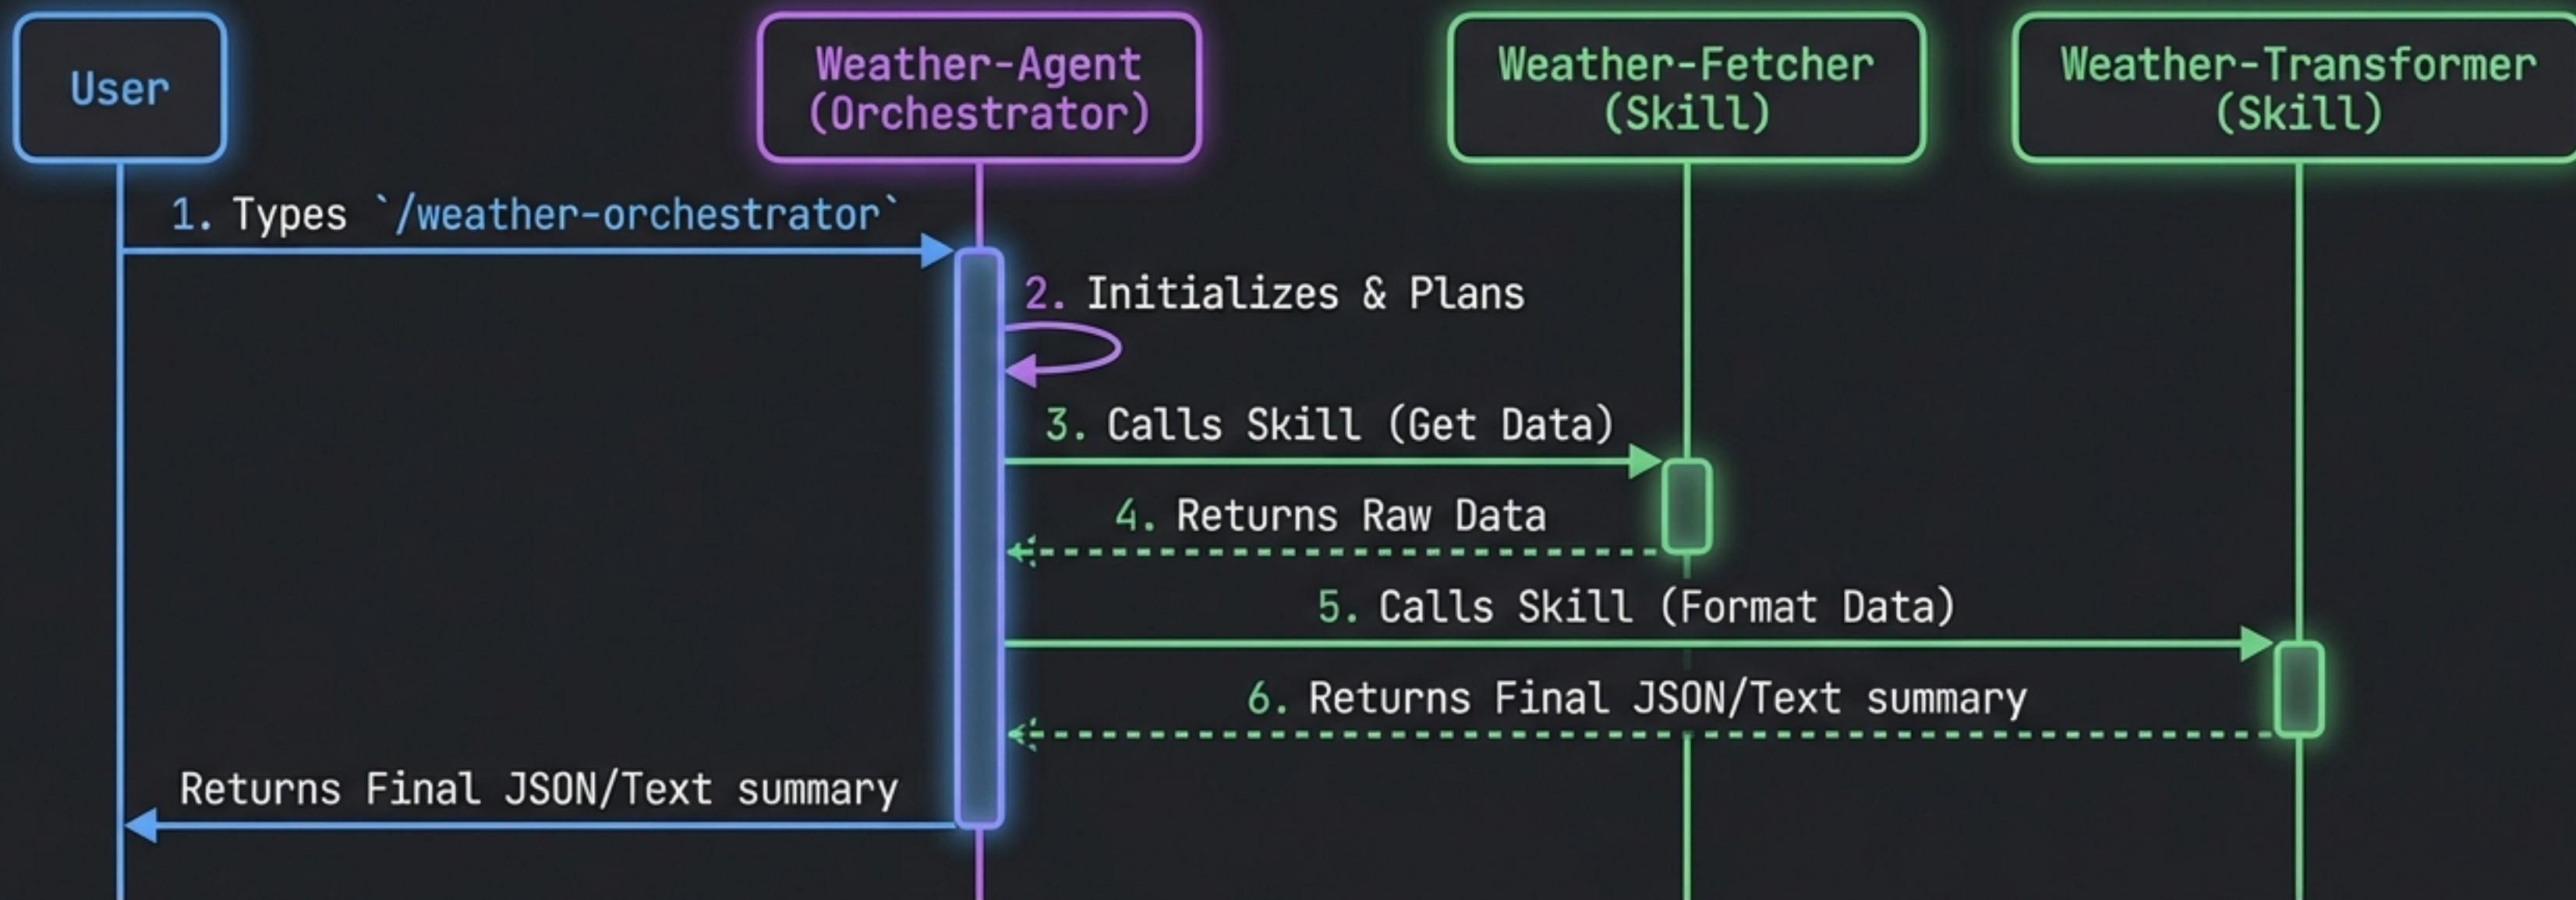 User
Weather-Agent
(Orchestrator)
Weather-Fetcher
(Skill)
Weather-Transformer
(Skill)
1. Types `/weather-orchestrator`
2. Initializes & Plans
3. Calls Skill (Get Data)
4. Returns Raw Data
5. Calls Skill (Format Data)
6. Returns Final JSON/Text summary
Returns Final JSON/Text summary